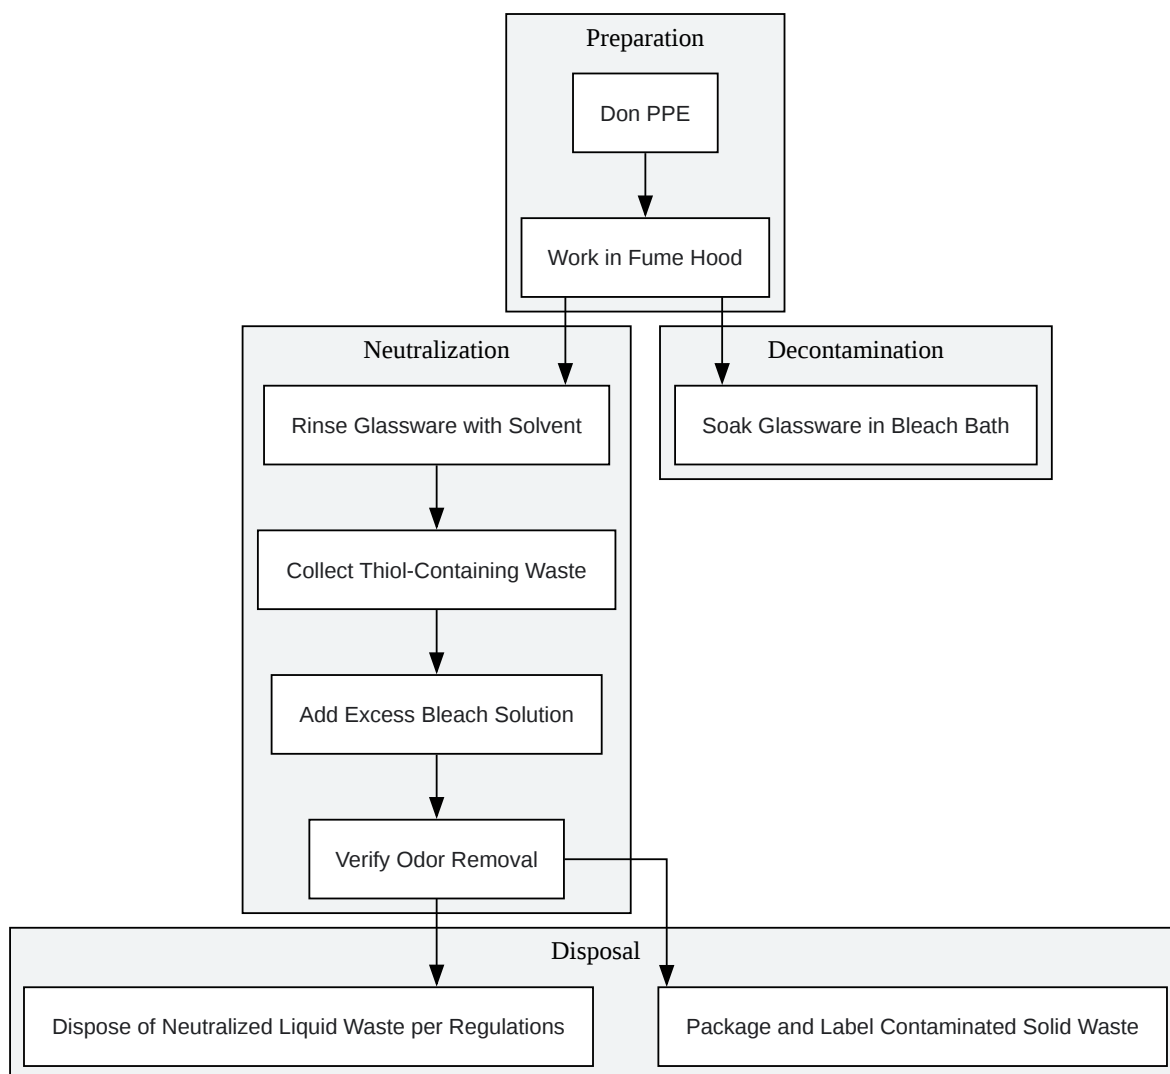 Preparation
Don PPE
Work in Fume Hood
Neutralization
Decontamination
Rinse Glassware with Solvent
Soak Glassware in Bleach Bath
Collect Thiol-Containing Waste
Add Excess Bleach Solution
Verify Odor Removal
Disposal
Dispose of Neutralized Liquid Waste per Regulations
Package and Label Contaminated Solid Waste